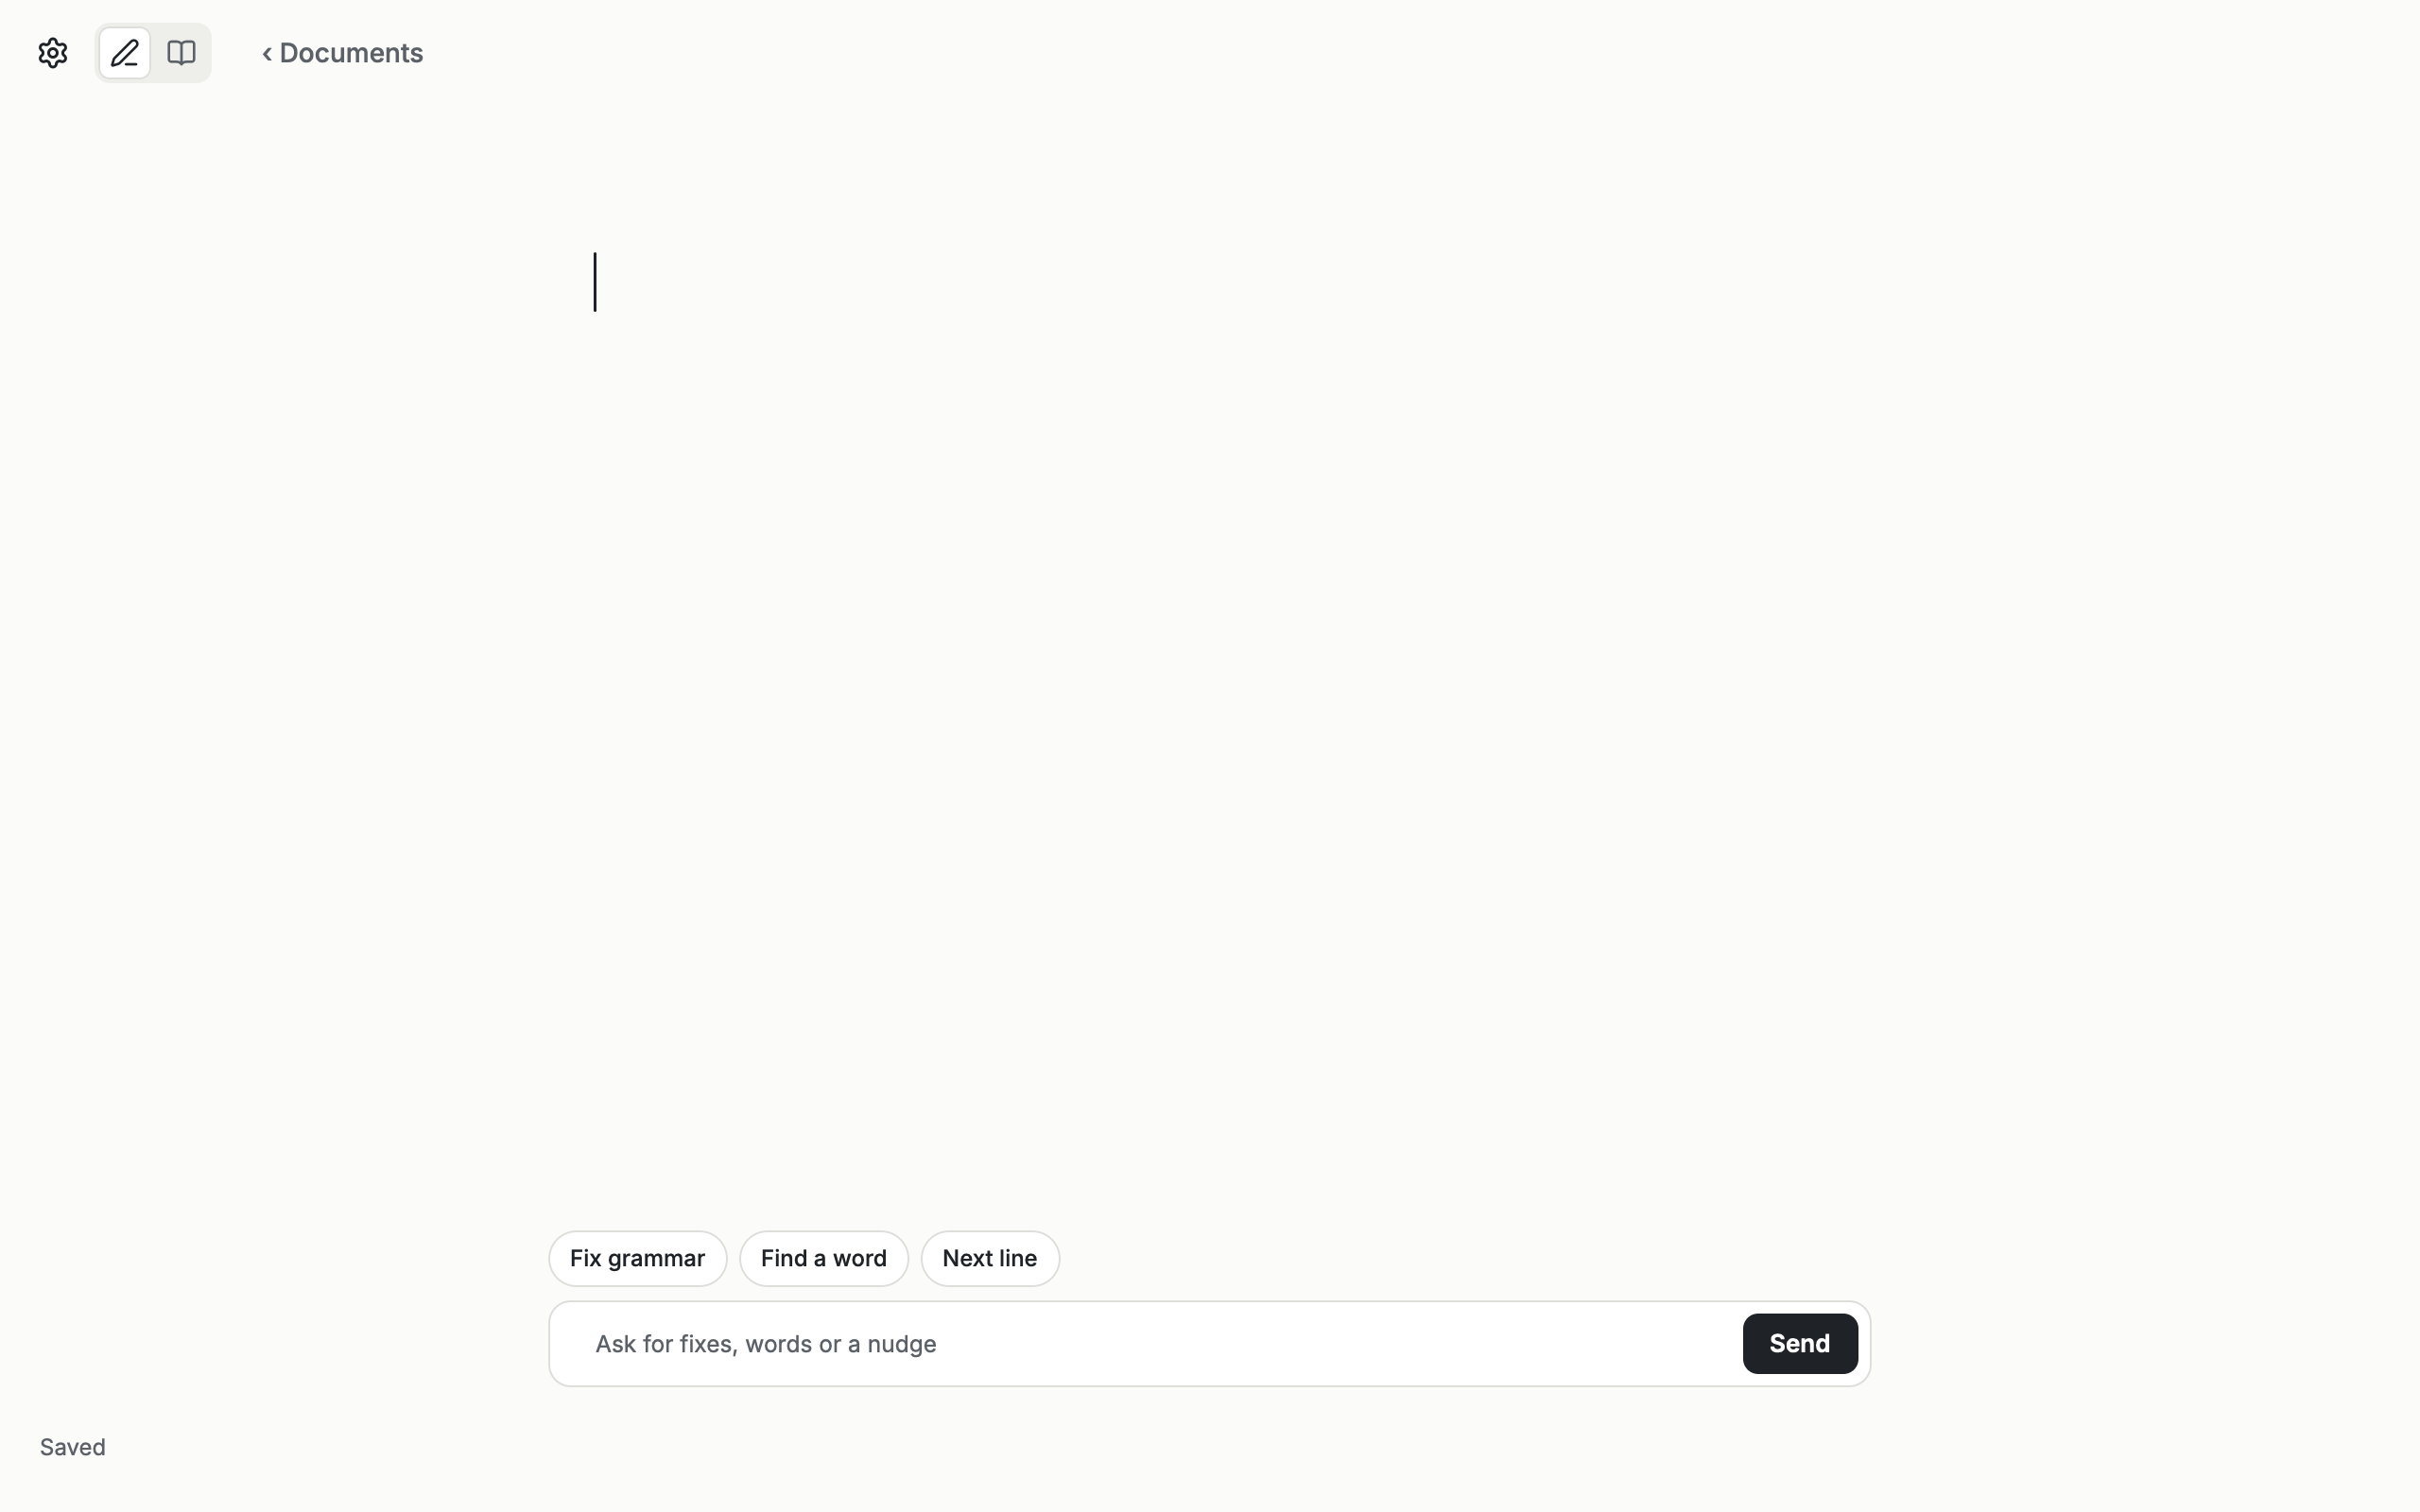 ‹ Documents
Fix grammar
Find a word
Next line
Ask for fixes, words or a nudge
Send
Saved